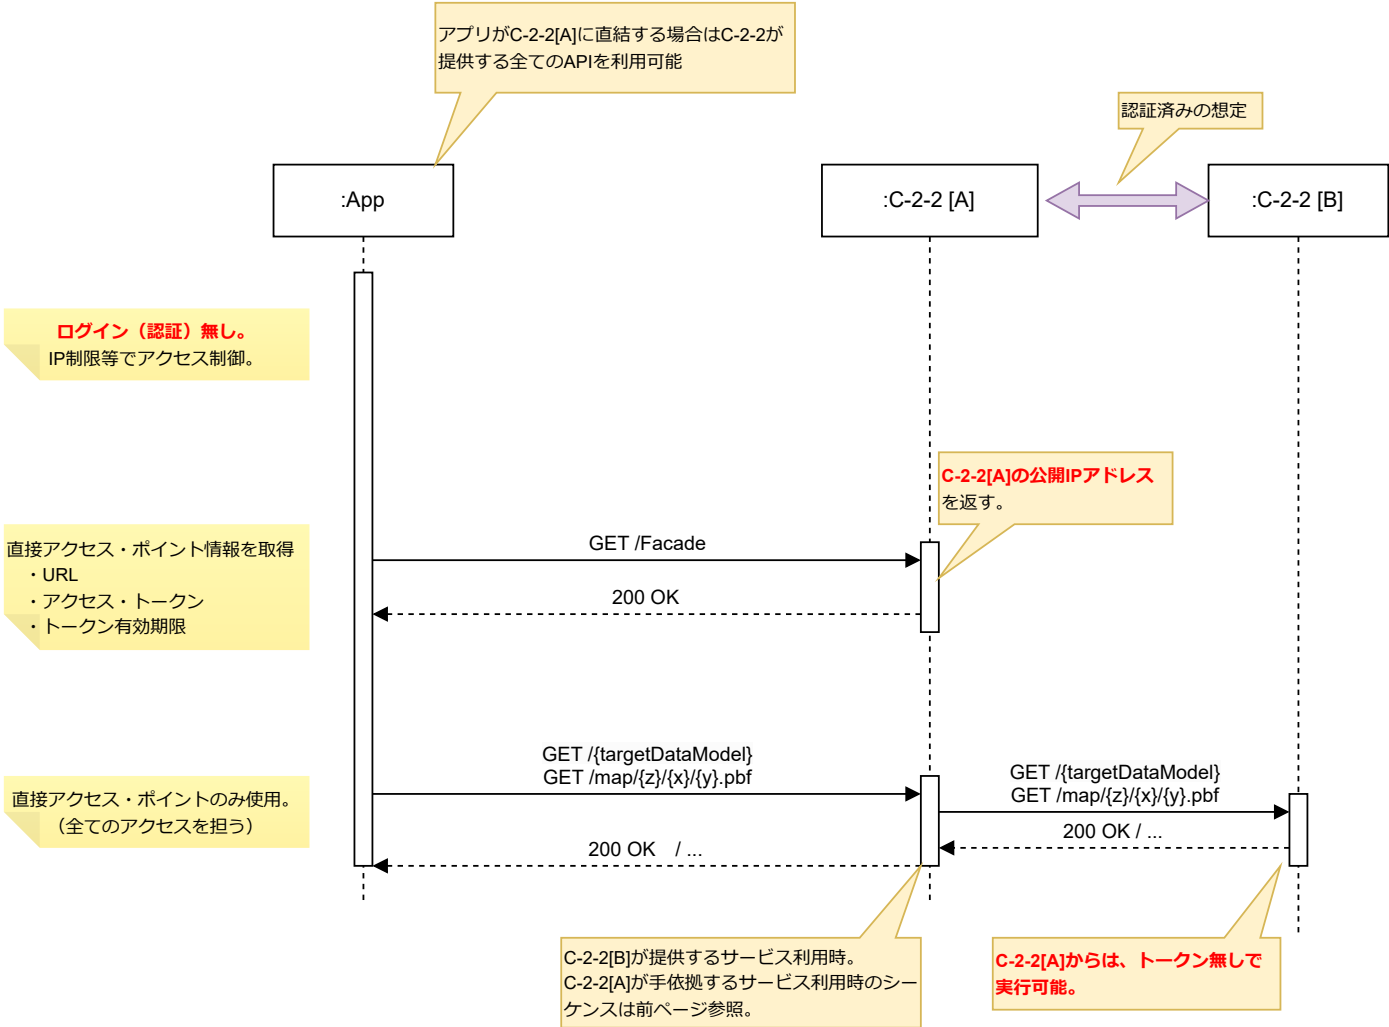 アプリがC-2-2[A]に直結する場合はC-2-2が
提供する全てのAPIを利用可能
認証済みの想定
:App
:C-2-2 [A]
:C-2-2 [B]
ログイン（認証）無し。
IP制限等でアクセス制御。
C-2-2[A]の公開IPアドレス
を返す。
直接アクセス・ポイント情報を取得
・URL
・アクセス・トークン
・トークン有効期限
GET /Facade
200 OK
GET /{targetDataModel}
GET /map/{z}/{x}/{y}.pbf
GET /{targetDataModel}
GET /map/{z}/{x}/{y}.pbf
直接アクセス・ポイントのみ使用。
（全てのアクセスを担う）
200 OK / ...
200 OK / ...
C-2-2[B]が提供するサービス利用時。
C-2-2[A]が手依拠するサービス利用時のシー
ケンスは前ページ参照。
C-2-2[A]からは、トークン無しで
実行可能。